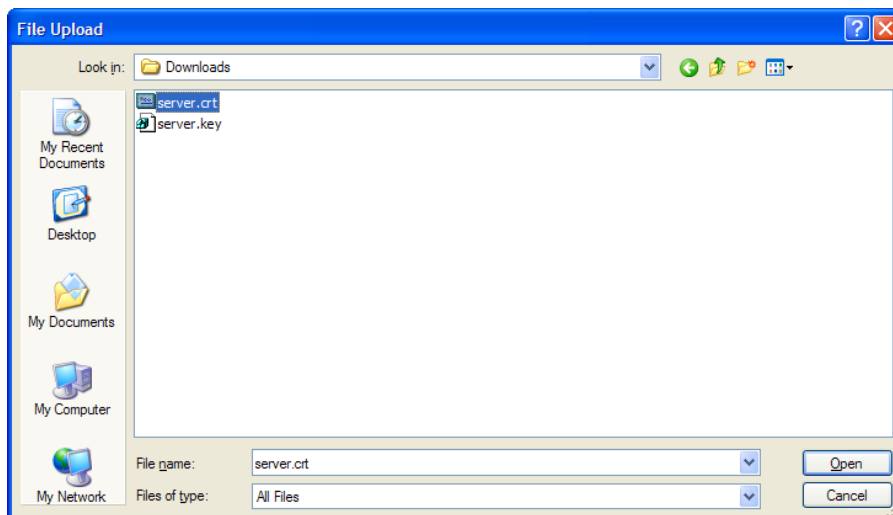 File Upload
Look in:
Downloads
server.crt
server.key
My Recent
Documents
Desktop
My Documents
My Computer
My Network
File name:
server.crt
Open
Files of type:
All Files
Cancel